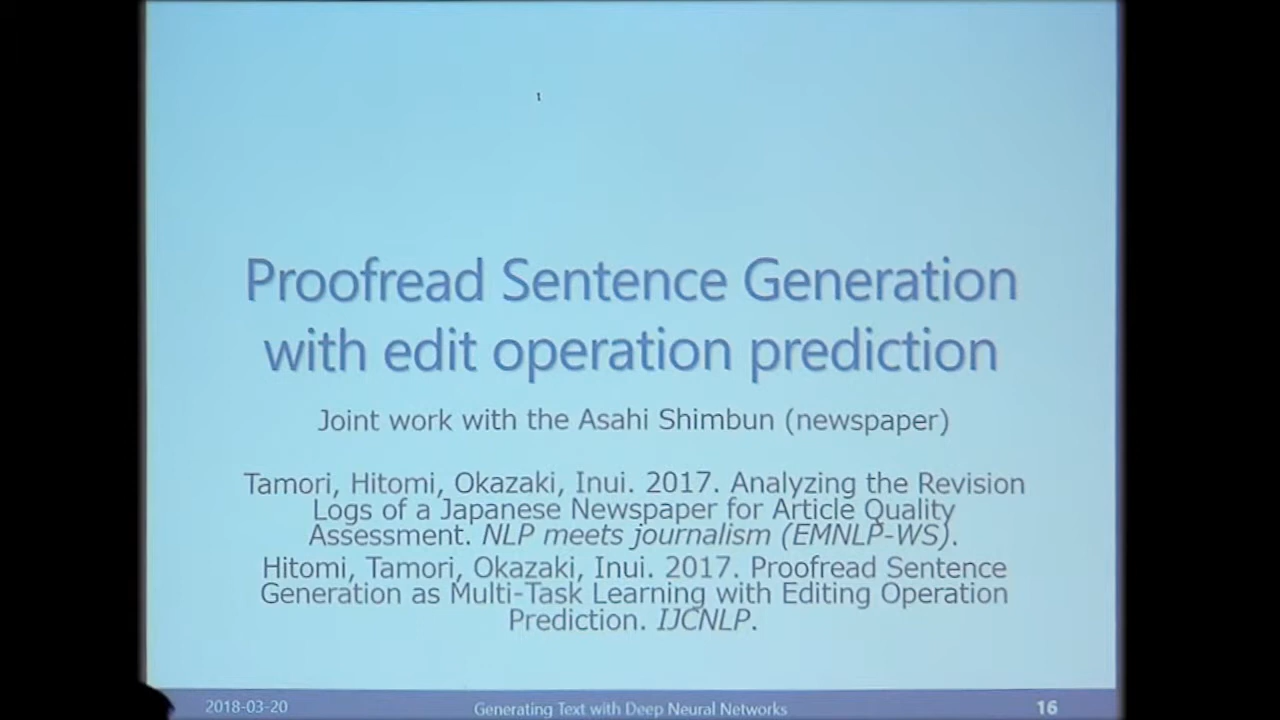 Proofread Sentence Generation
with edit operation prediction
Joint work with the Asahi Shimbun (newspaper)
Tamori, Hitomi, Okazaki, Inui. 2017. Analyzing the Revision
Logs of a Japanese Newspaper for Article Quality
Assessment. NLP meets journalism (EMNLP-WS).
Hitomi, Tamori, Okazaki, Inui. 2017. Proofread Sentence
Generation as Multi-Task Learning with Editing Operation
Prediction. IJCNLP.
2018-03-20
Generating Text with Deep Neural Networks
16